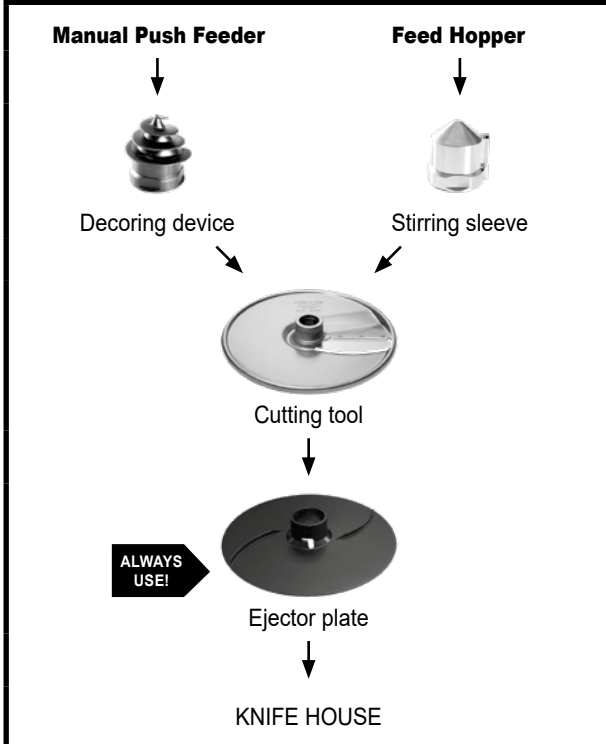 Manual Push Feeder
Feed Hopper
Decoring device
Stirring sleeve
Cutting tool
ALWAYS
USE!
Ejector plate
KNIFE HOUSE